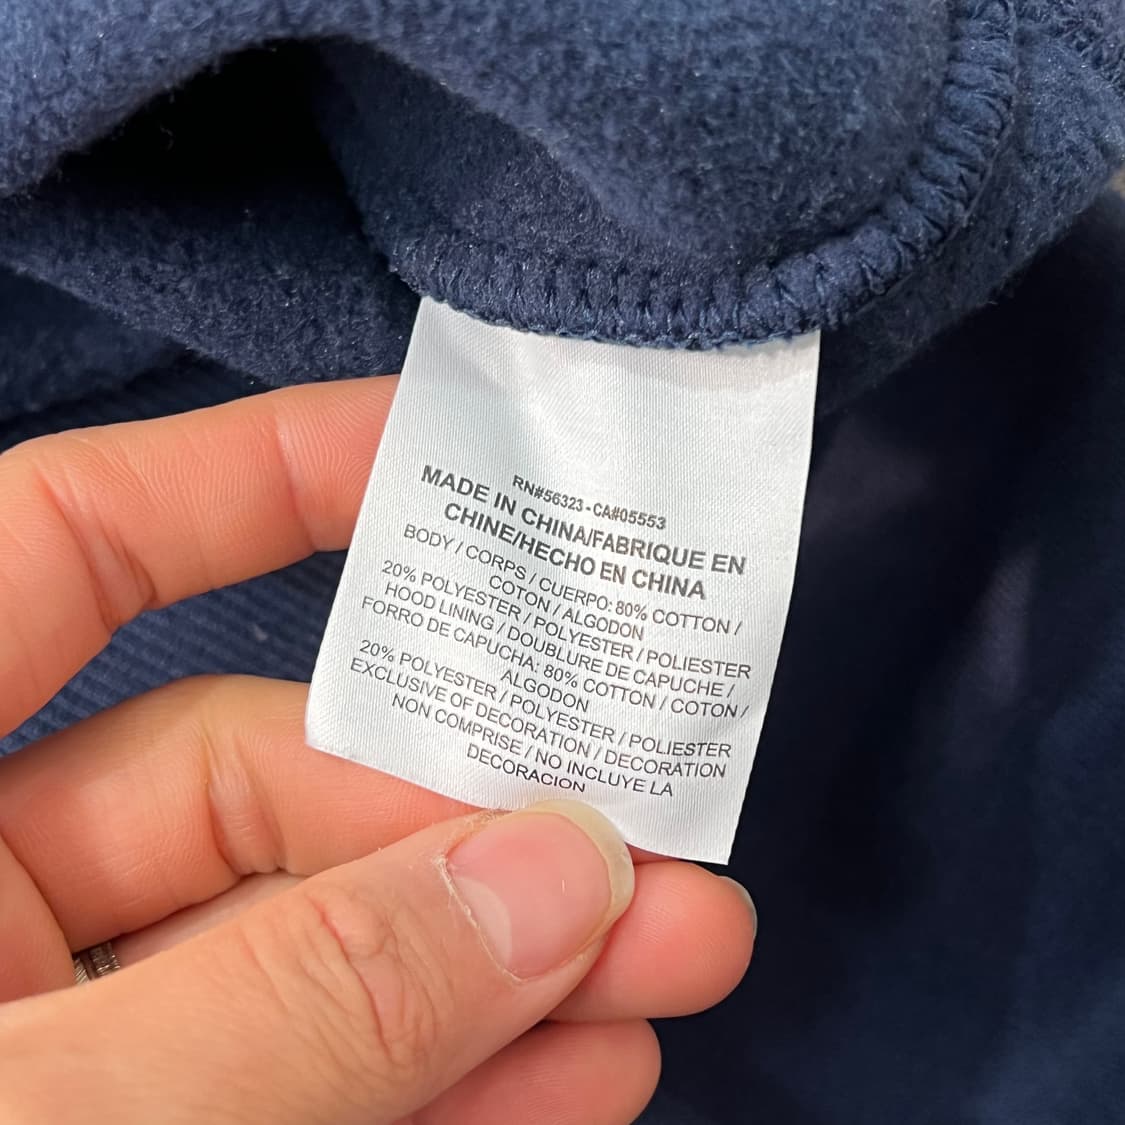 RN#56323-CA#05553
MADE IN CHINA/FABRIQUE EN
CHINE/HECHO EN CHINA
BODY / CORPS / CUERPO: 80% COTTON /
COTON / ALGODON
20% POLYESTER / POLYESTER / POLIESTER
HOOD LINING / DOUBLURE DE CAPUCHE /
FORRO DE CAPUCHA: 80% COTTON / COTON /
ALGODON
20% POLYESTER / POLYESTER / POLIESTER
EXCLUSIVE OF DECORATION / DECORATION
NON COMPRISE / NO INCLUYE LA
DECORACION